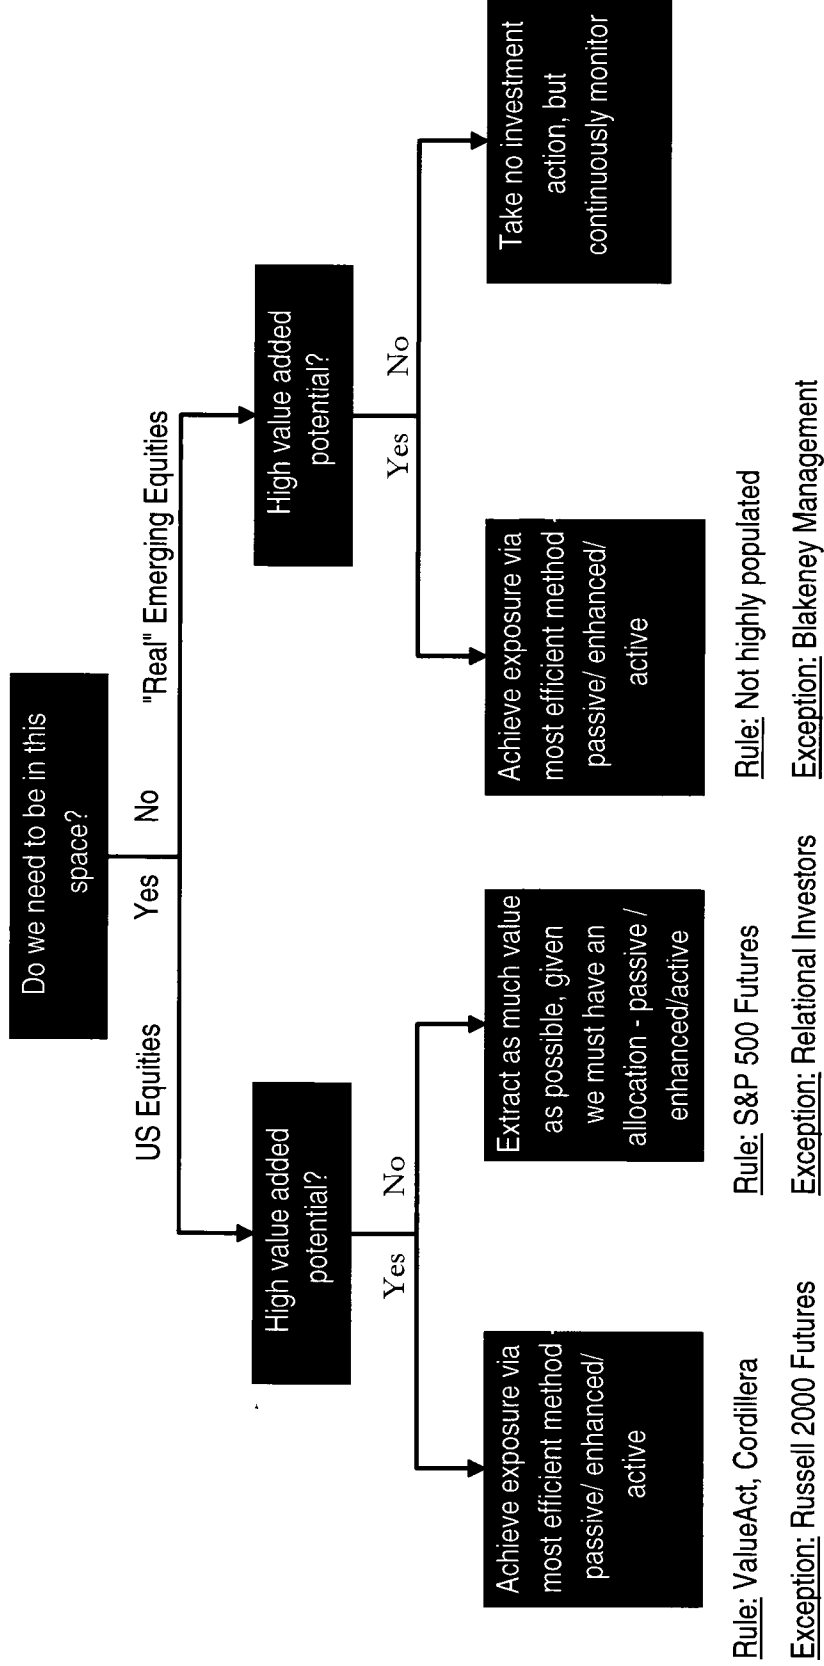 Do we need to be in this
space?
US Equities
Yes
No
"Real" Emerging Equities
High value added
potential?
High value added
potential?
Yes
No
Yes
No
Achieve exposure via
most efficient method
passive/ enhanced/
active
Extract as much value
as possible, given
we must have an
allocation - passive /
enhanced/active
Achieve exposure via
most efficient method
passive/ enhanced/
active
Take no investment
action, but
continuously monitor
Rule: ValueAct, Cordillera
Exception: Russell 2000 Futures
Rule: S&P 500 Futures
Exception: Relational Investors
Rule: Not highly populated
Exception: Blakeney Management